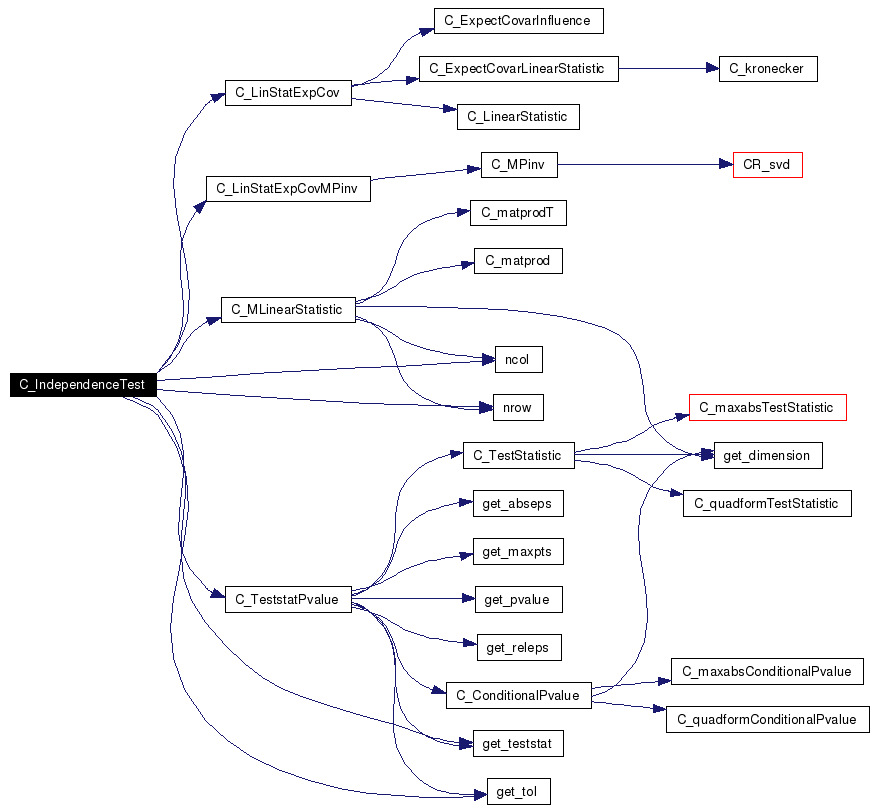 C_ExpectCovarInfluence
C_ExpectCovarLinearStatistic
C_kronecker
C_LinStatExpCov
C_LinearStatistic
C_MPinv
CR_svd
C_LinStatExpCovMPinv
C_matprodT
C_matprod
C_MLinearStatistic
ncol
C_IndependenceTest
nrow
C_maxabsTestStatistic
C_TestStatistic
get_dimension
get_abseps
C_quadformTestStatistic
get_maxpts
C_TeststatPvalue
get_pvalue
get_releps
C_maxabsConditionalPvalue
C_ConditionalPvalue
C_quadformConditionalPvalue
get_teststat
get_tol